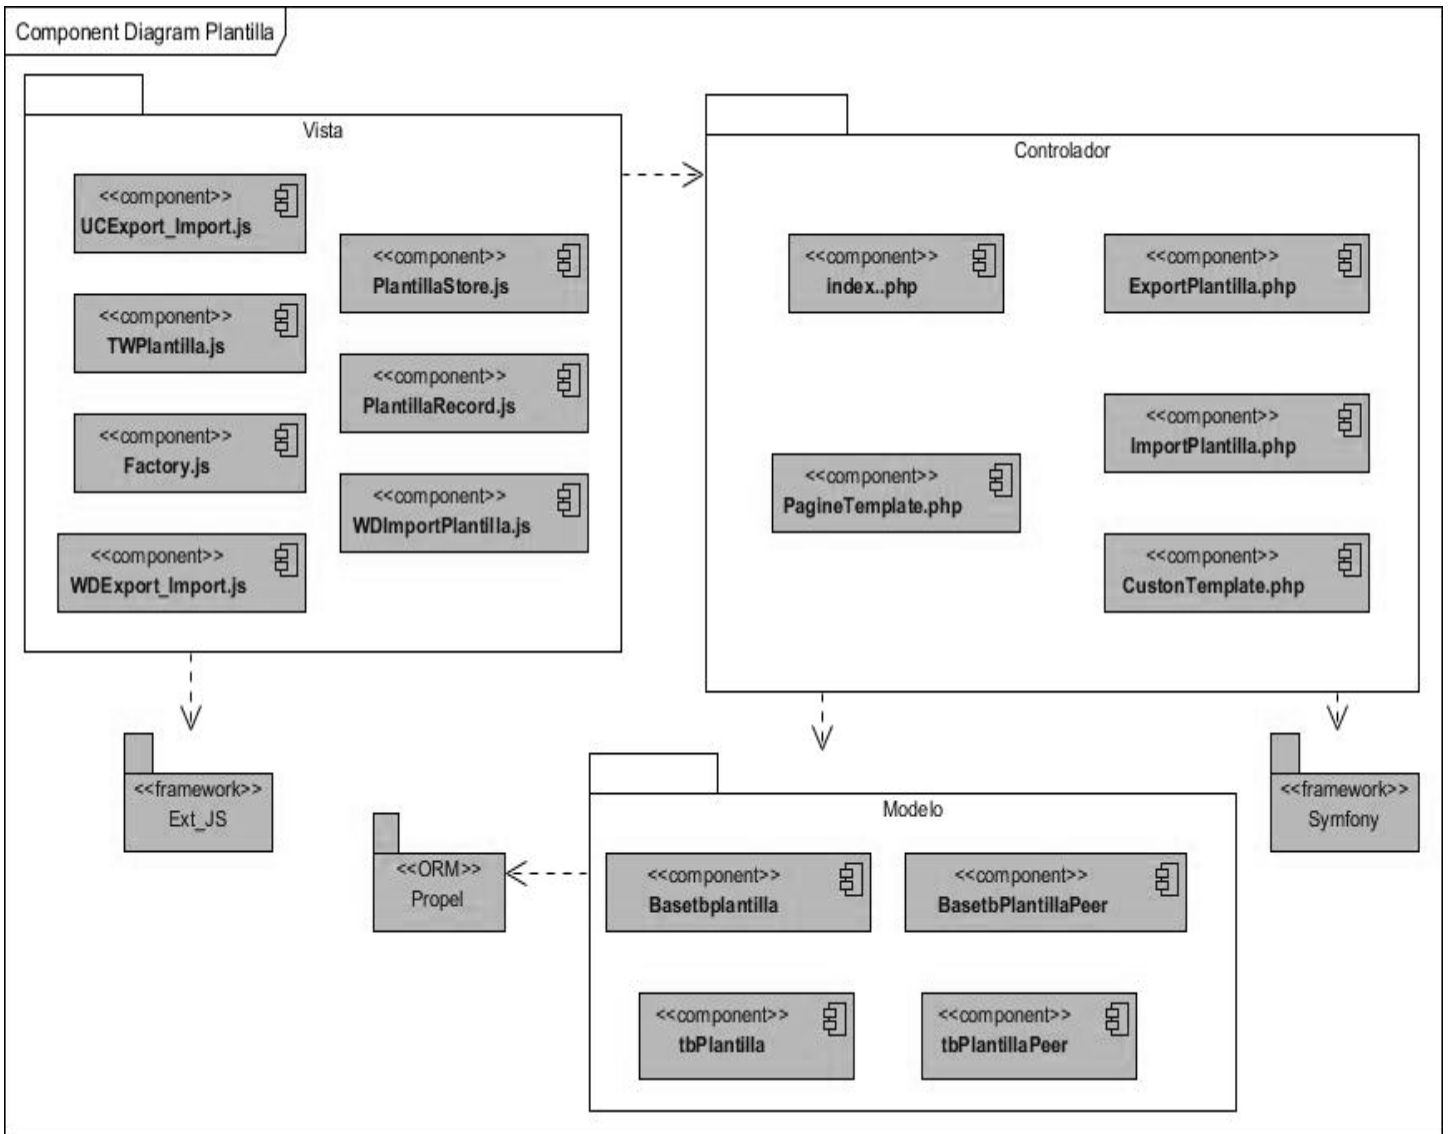 Component Diagram Plantilla
Vista
<<component>>
UCExport_Import.js
<<component>>
TWPlantilla.js
<<component>>
Factory.js
<<component>>
WDExport_Import.js
<<component>>
PlantillaStore.js
<<component>>
PlantillaRecord.js
<<component>>
WDImportPlantilla.js
Controlador
<<component>>
index..php
<<component>>
PagineTemplate.php
<<component>>
ExportPlantilla.php
<<component>>
ImportPlantilla.php
<<component>>
CustonTemplate.php
<<framework>>
Ext_JS
<<ORM>>
Propel
Modelo
<<component>>
Basetbplantilla
<<component>>
BasetbPlantillaPeer
<<component>>
tbPlantilla
<<component>>
tbPlantillaPeer
<<framework>>
Symfony